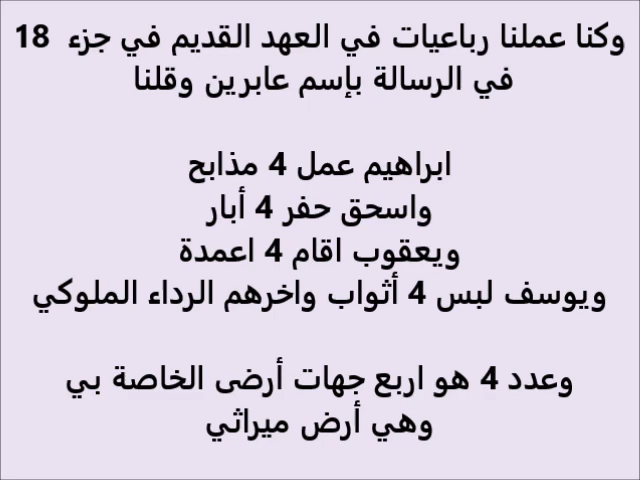 وكنا عملنا رباعيات في العهد القديم في جزء 18
في الرسالة بإسم عابرين وقلنا
ابراهيم عمل 4 مذابح
واسحق حفر 4 أبار
ويعقوب اقام 4 اعمدة
ويوسف لبس 4 أثواب واخرهم الرداء الملوكي
وعدد 4 هو اربع جهات أرضى الخاصة بي
وهي أرض ميراثي